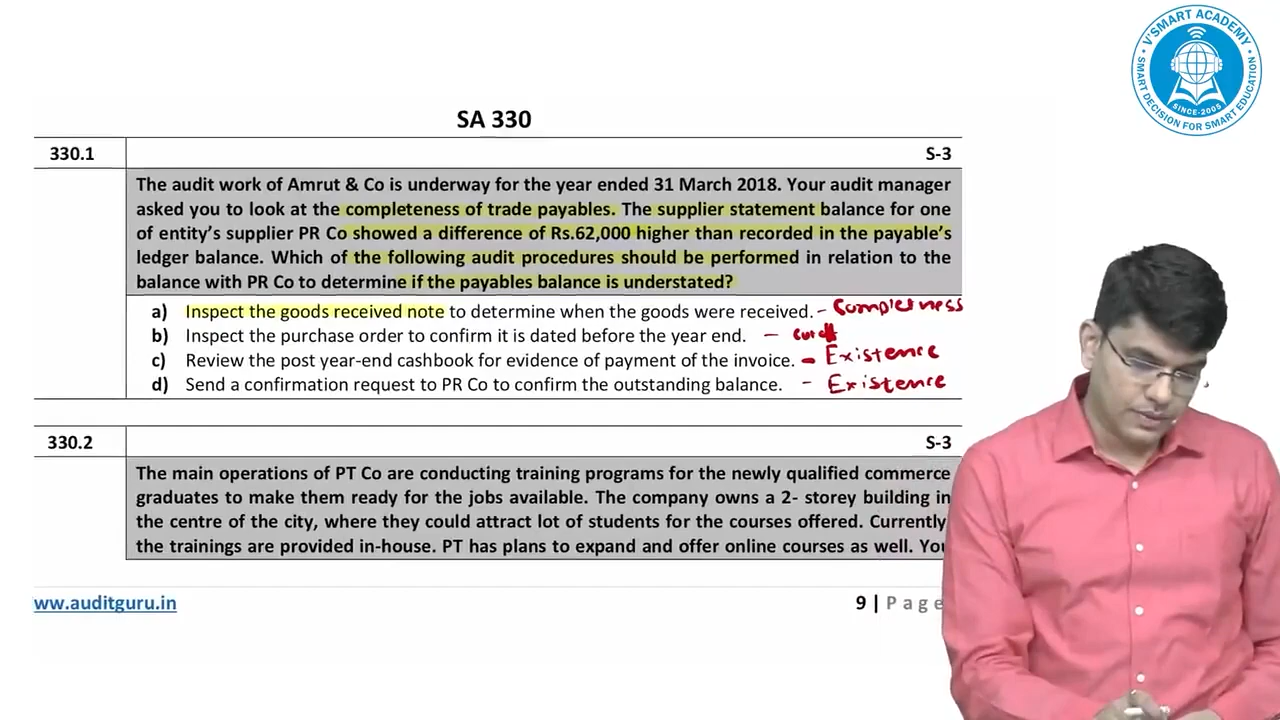 V'SMART ACADEMY
SINCE-2005
SMART DECISION FOR SMART EDUCATION
SA 330
330.1 S-3
The audit work of Amrut & Co is underway for the year ended 31 March 2018. Your audit manager
asked you to look at the completeness of trade payables. The supplier statement balance for one
of entity's supplier PR Co showed a difference of Rs.62,000 higher than recorded in the payable's
ledger balance. Which of the following audit procedures should be performed in relation to the
balance with PR Co to determine if the payables balance is understated?
a) Inspect the goods received note to determine when the goods were received. - Completness
b) Inspect the purchase order to confirm it is dated before the year end. -
c) Review the post year-end cashbook for evidence of payment of the invoice. - Existence
d) Send a confirmation request to PR Co to confirm the outstanding balance. - Existence
330.2 S-3
The main operations of PT Co are conducting training programs for the newly qualified commerce
graduates to make them ready for the jobs available. The company owns a 2- storey building in
the centre of the city, where they could attract lot of students for the courses offered. Currently,
the trainings are provided in-house. PT has plans to expand and offer online courses as well. You
ww.auditguru.in 9 | Page